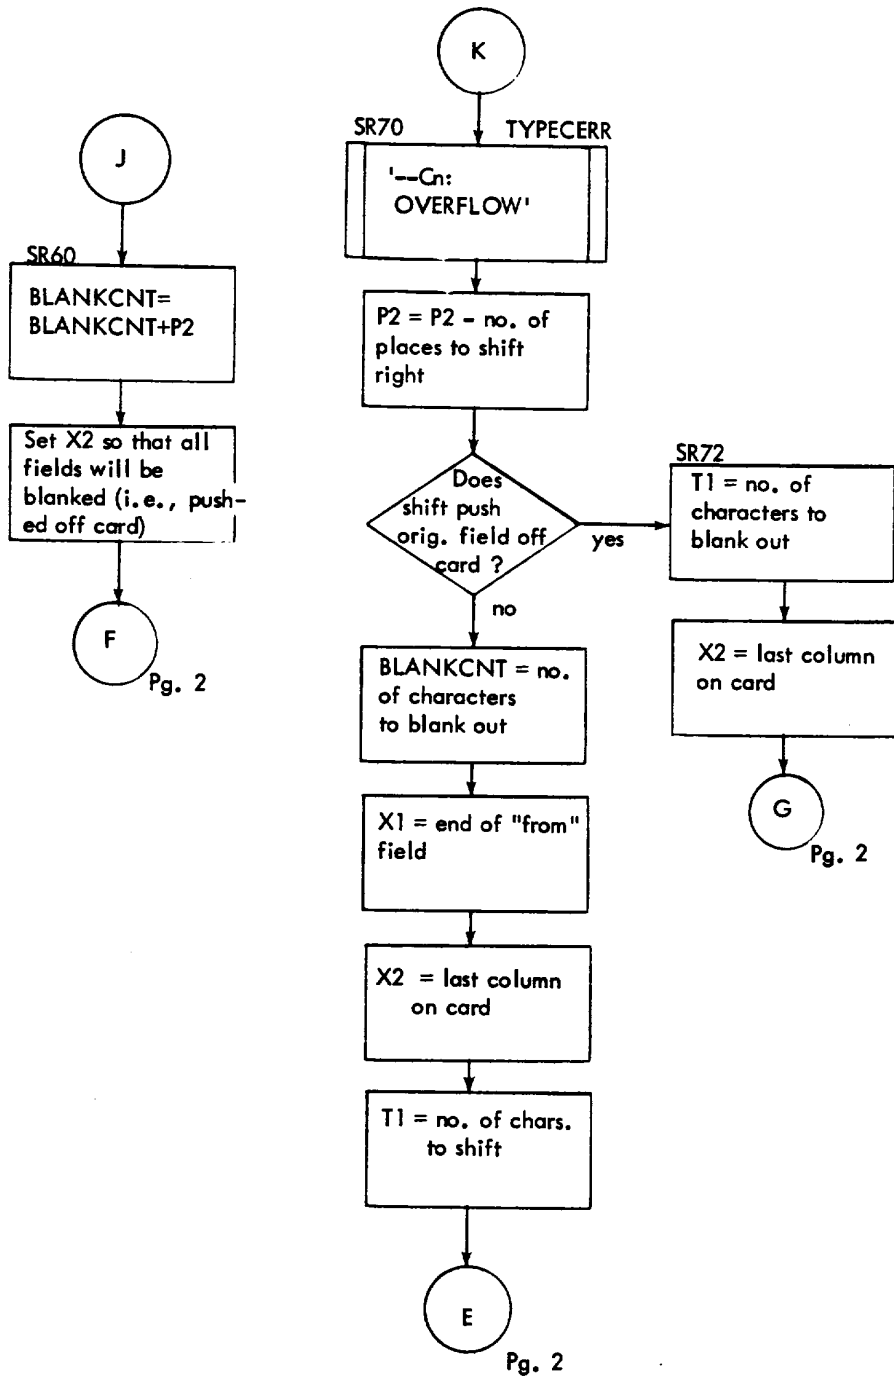 J
SR60
BLANKCNT=
BLANKCNT+P2
Set X2 so that all
fields will be
blanked (i.e., push-
ed off card)
F
Pg. 2
K
SR70 TYPECERR
'--Cn:
OVERFLOW'
P2 = P2 - no. of
places to shift
right
Does
shift push
orig. field off
card ?
yes
no
BLANKCNT = no.
of characters
to blank out
X1 = end of "from"
field
X2 = last column
on card
T1 = no. of chars.
to shift
E
Pg. 2
SR72
T1 = no. of
characters to
blank out
X2 = last column
on card
G
Pg. 2